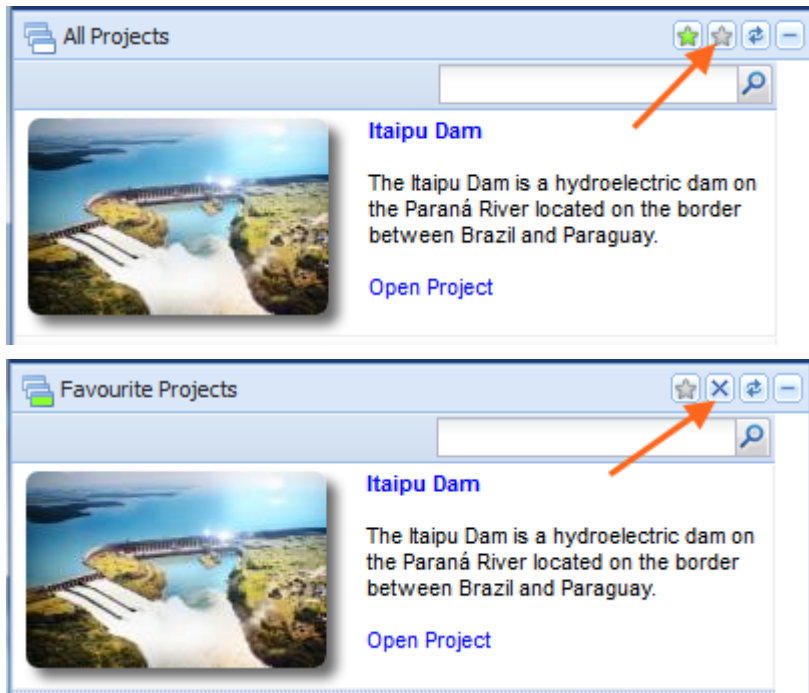 All Projects
Itaipu Dam
The Itaipu Dam is a hydroelectric dam on
the Paraná River located on the border
between Brazil and Paraguay.
Open Project
Favourite Projects
Itaipu Dam
The Itaipu Dam is a hydroelectric dam on
the Paraná River located on the border
between Brazil and Paraguay.
Open Project